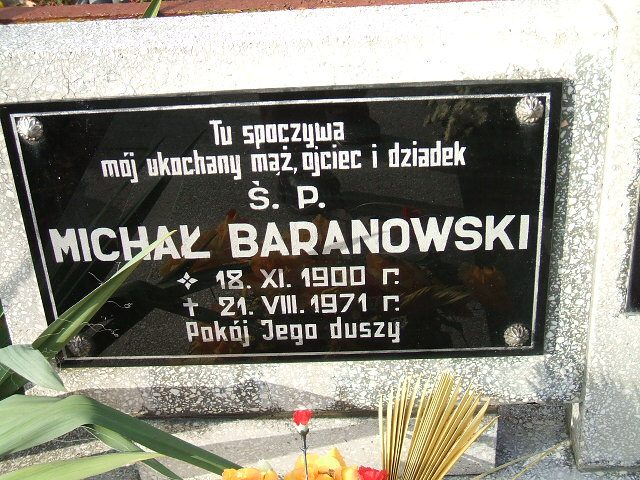 Tu spoczywa
mój ukochany mąż, ojciec i dziadek
Ś. P.
MICHAŁ BARANOWSKI
18. XI. 1900 r.
† 21. VIII. 1971 r.
Pokój Jego duszy